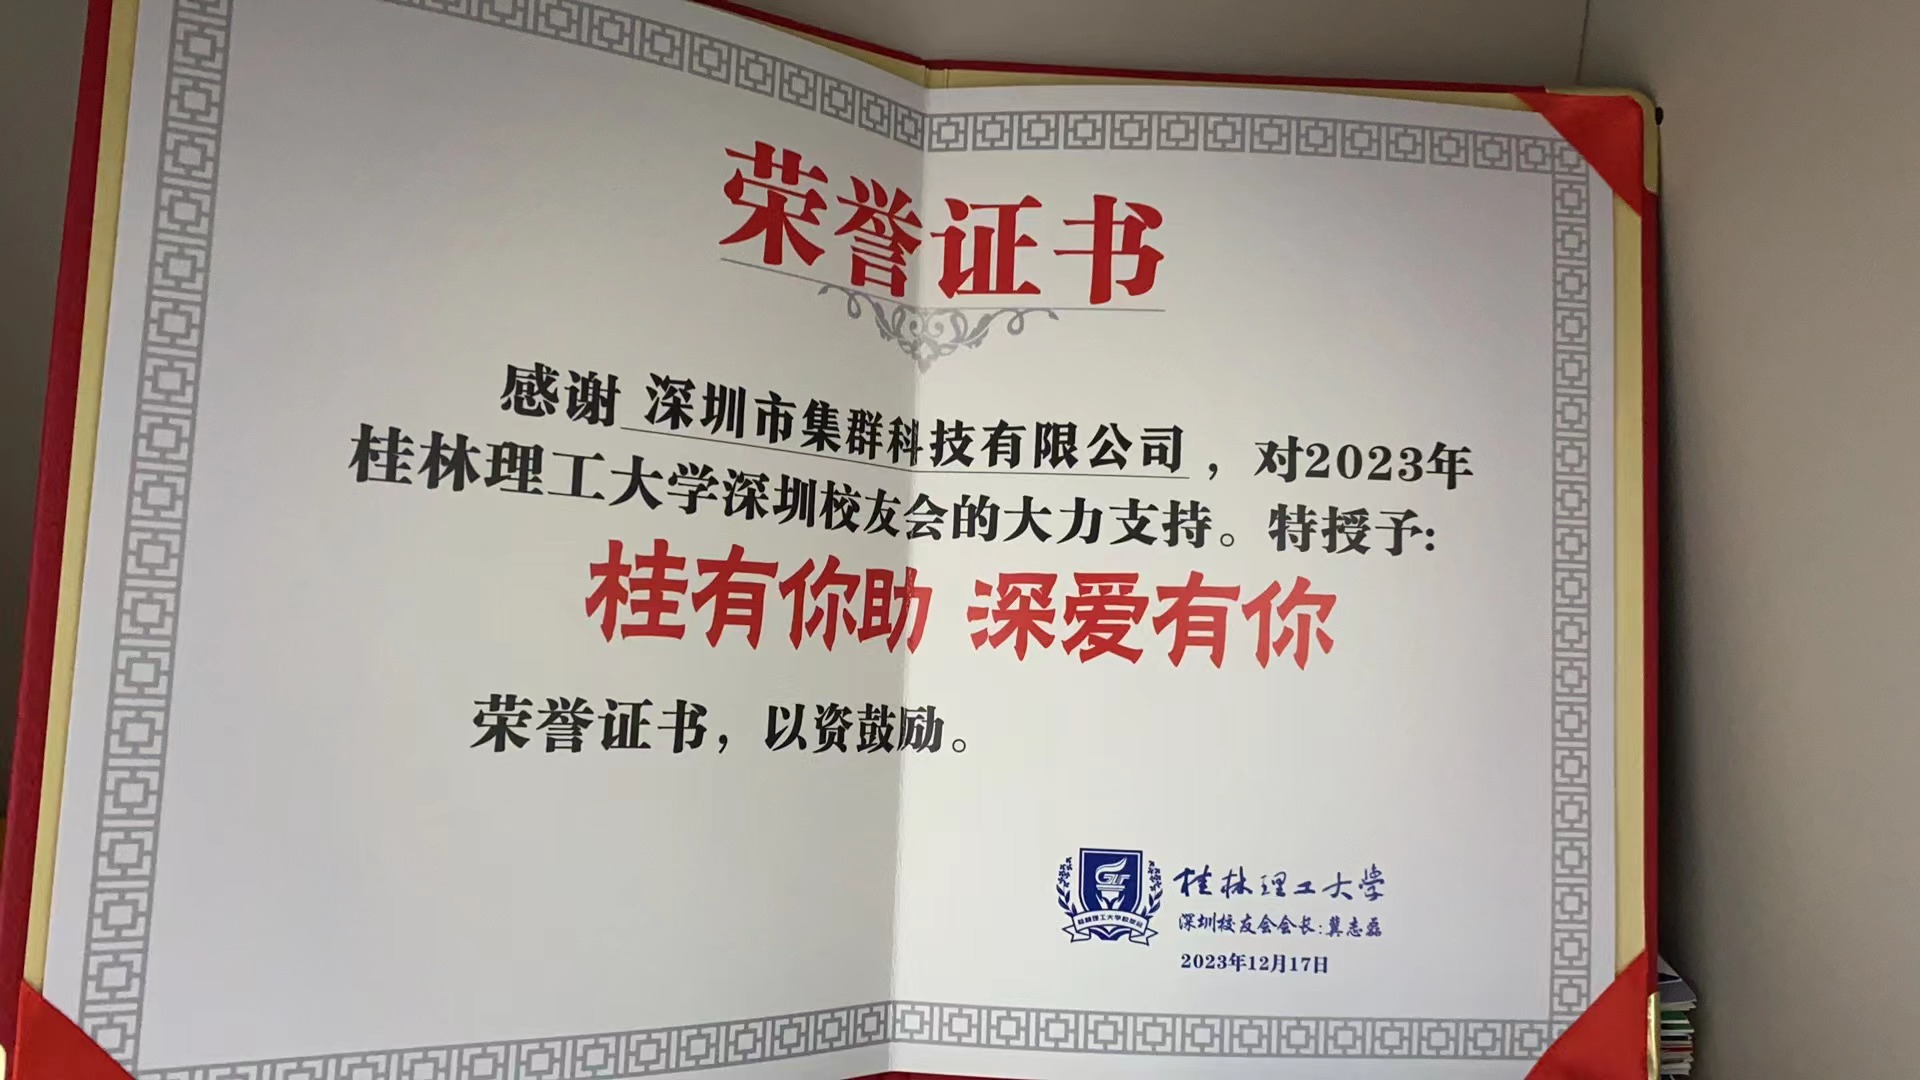 荣誉证书
感谢 深圳市集群科技有限公司 ，对2023年
桂林理工大学深圳校友会的大力支持。特授予:
桂有你助 深爱有你
荣誉证书，以资鼓励。
桂林理工大学
深圳校友会会长:龚志磊
2023年12月17日